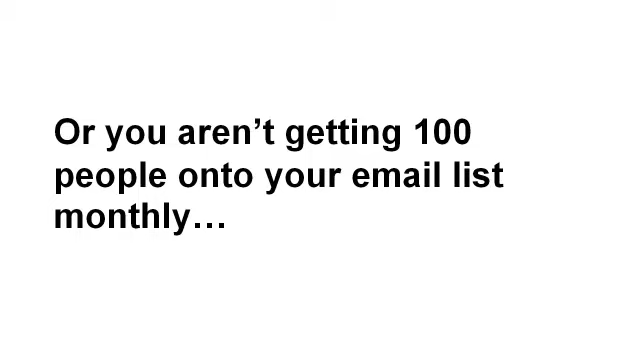 Or you aren’t getting 100
people onto your email list
monthly…